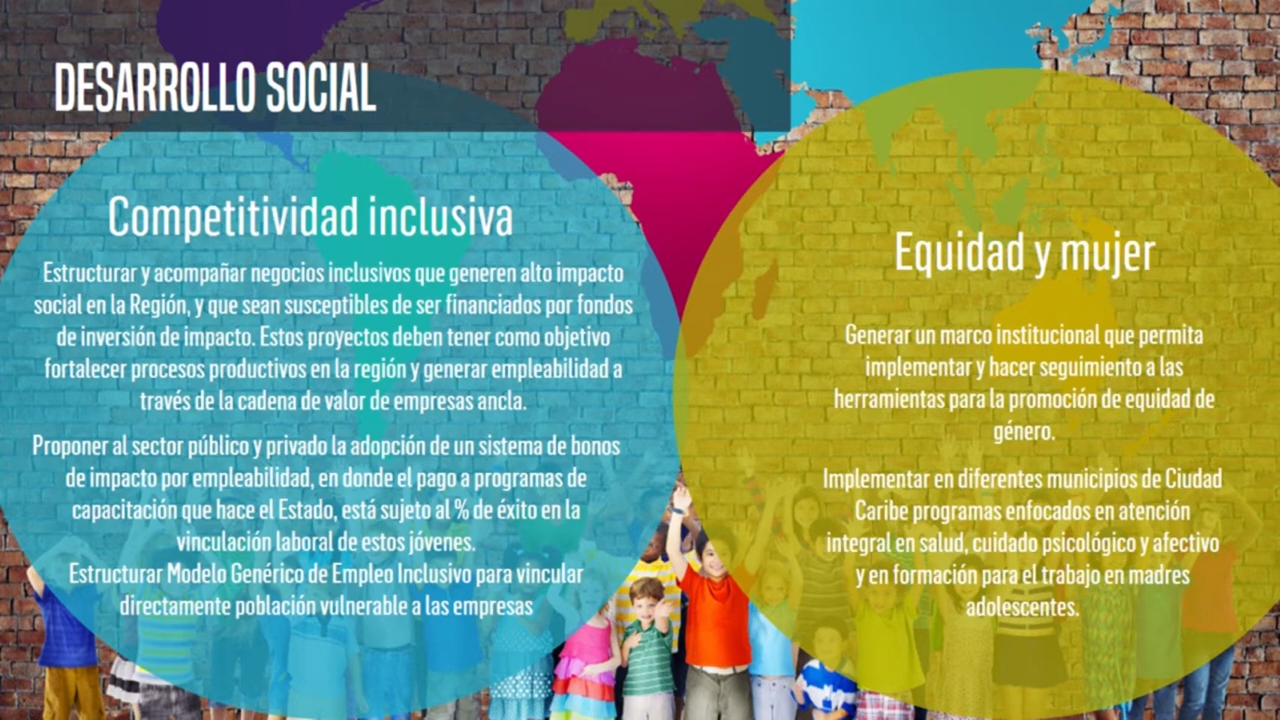 DESARROLLO SOCIAL
Competitividad inclusiva
Estructurar y acompañar negocios inclusivos que generen alto impacto
social en la Región, y que sean susceptibles de ser financiados por fondos
de inversión de impacto. Estos proyectos deben tener como objetivo
fortalecer procesos productivos en la región y generar empleabilidad a
través de la cadena de valor de empresas ancla.
Proponer al sector público y privado la adopción de un sistema de bonos
de impacto por empleabilidad, en donde el pago a programas de
capacitación que hace el Estado, está sujeto al % de éxito en la
vinculación laboral de estos jóvenes.
Estructurar Modelo Genérico de Empleo Inclusivo para vincular
directamente población vulnerable a las empresas
Equidad y mujer
Generar un marco institucional que permita
implementar y hacer seguimiento a las
herramientas para la promoción de equidad de
género.
Implementar en diferentes municipios de Ciudad
Caribe programas enfocados en atención
integral en salud, cuidado psicológico y afectivo
y en formación para el trabajo en madres
adolescentes.